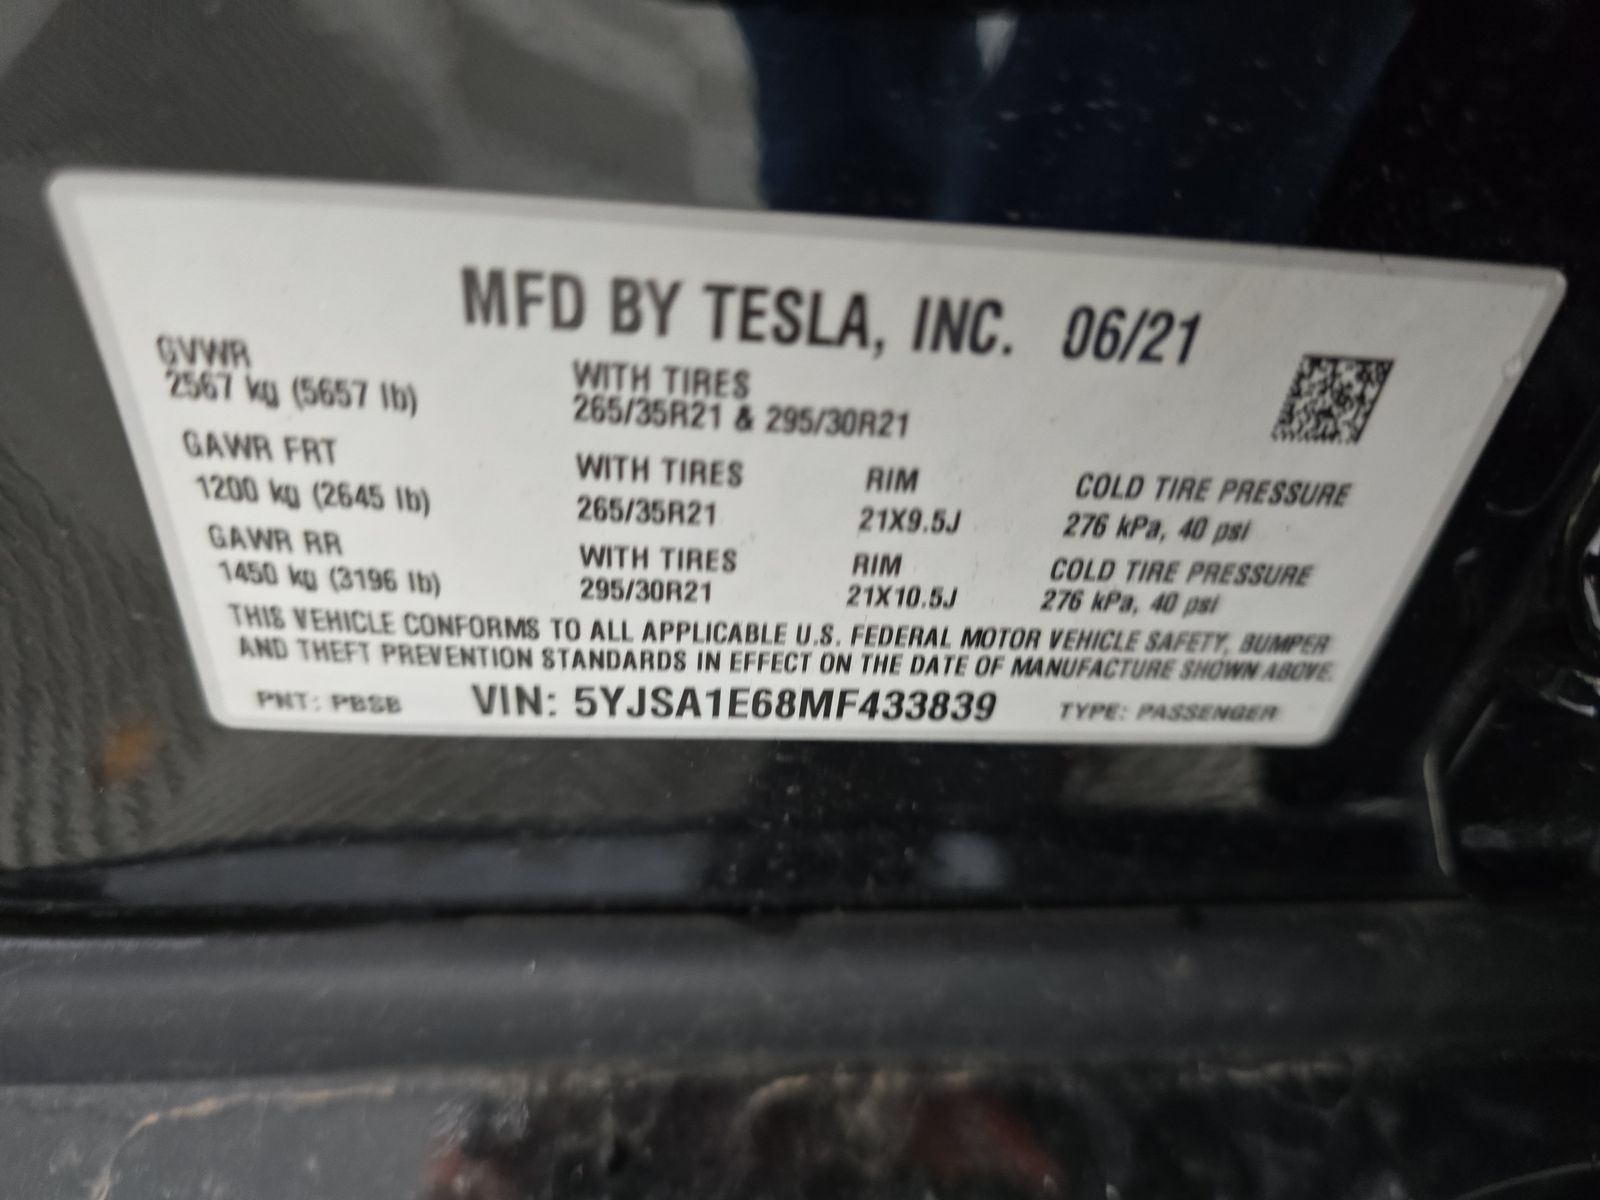 MFD BY TESLA, INC. 06/21
GVWR
2567 kg (5657 lb)
WITH TIRES
265/35R21 & 295/30R21
GAWR FRT WITH TIRES RIM COLD TIRE PRESSURE
1200 kg (2645 lb) 265/35R21 21X9.5J 276 kPa, 40 psi
GAWR RR WITH TIRES RIM COLD TIRE PRESSURE
1450 kg (3196 lb) 295/30R21 21X10.5J 276 kPa, 40 psi
THIS VEHICLE CONFORMS TO ALL APPLICABLE U.S. FEDERAL MOTOR VEHICLE SAFETY, BUMPER
AND THEFT PREVENTION STANDARDS IN EFFECT ON THE DATE OF MANUFACTURE SHOWN ABOVE.
PNT: PBSB VIN: 5YJSA1E68MF433839 TYPE: PASSENGER